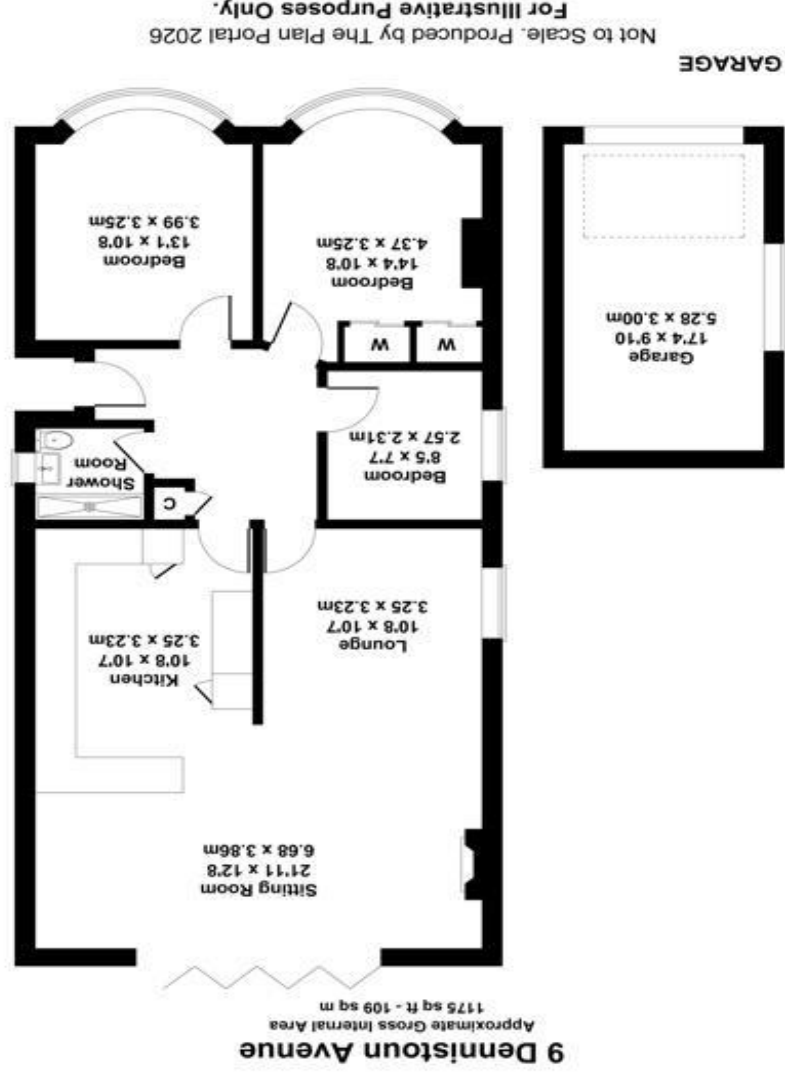 9 Dennistoun Avenue
Approximate Gross Internal Area
1175 sq ft - 109 sq m
Sitting Room
21'11 x 12'8
6.68 x 3.86m
Kitchen
10'8 x 10'7
3.25 x 3.23m
Lounge
10'8 x 10'7
3.25 x 3.23m
C
Shower
Room
Bedroom
8'5 x 7'7
2.57 x 2.31m
W
W
Bedroom
14'4 x 10'8
4.37 x 3.25m
Bedroom
13'1 x 10'8
3.99 x 3.25m
Garage
17'4 x 9'10
5.28 x 3.00m
GARAGE
Not to Scale. Produced by The Plan Portal 2026
For Illustrative Purposes Only.